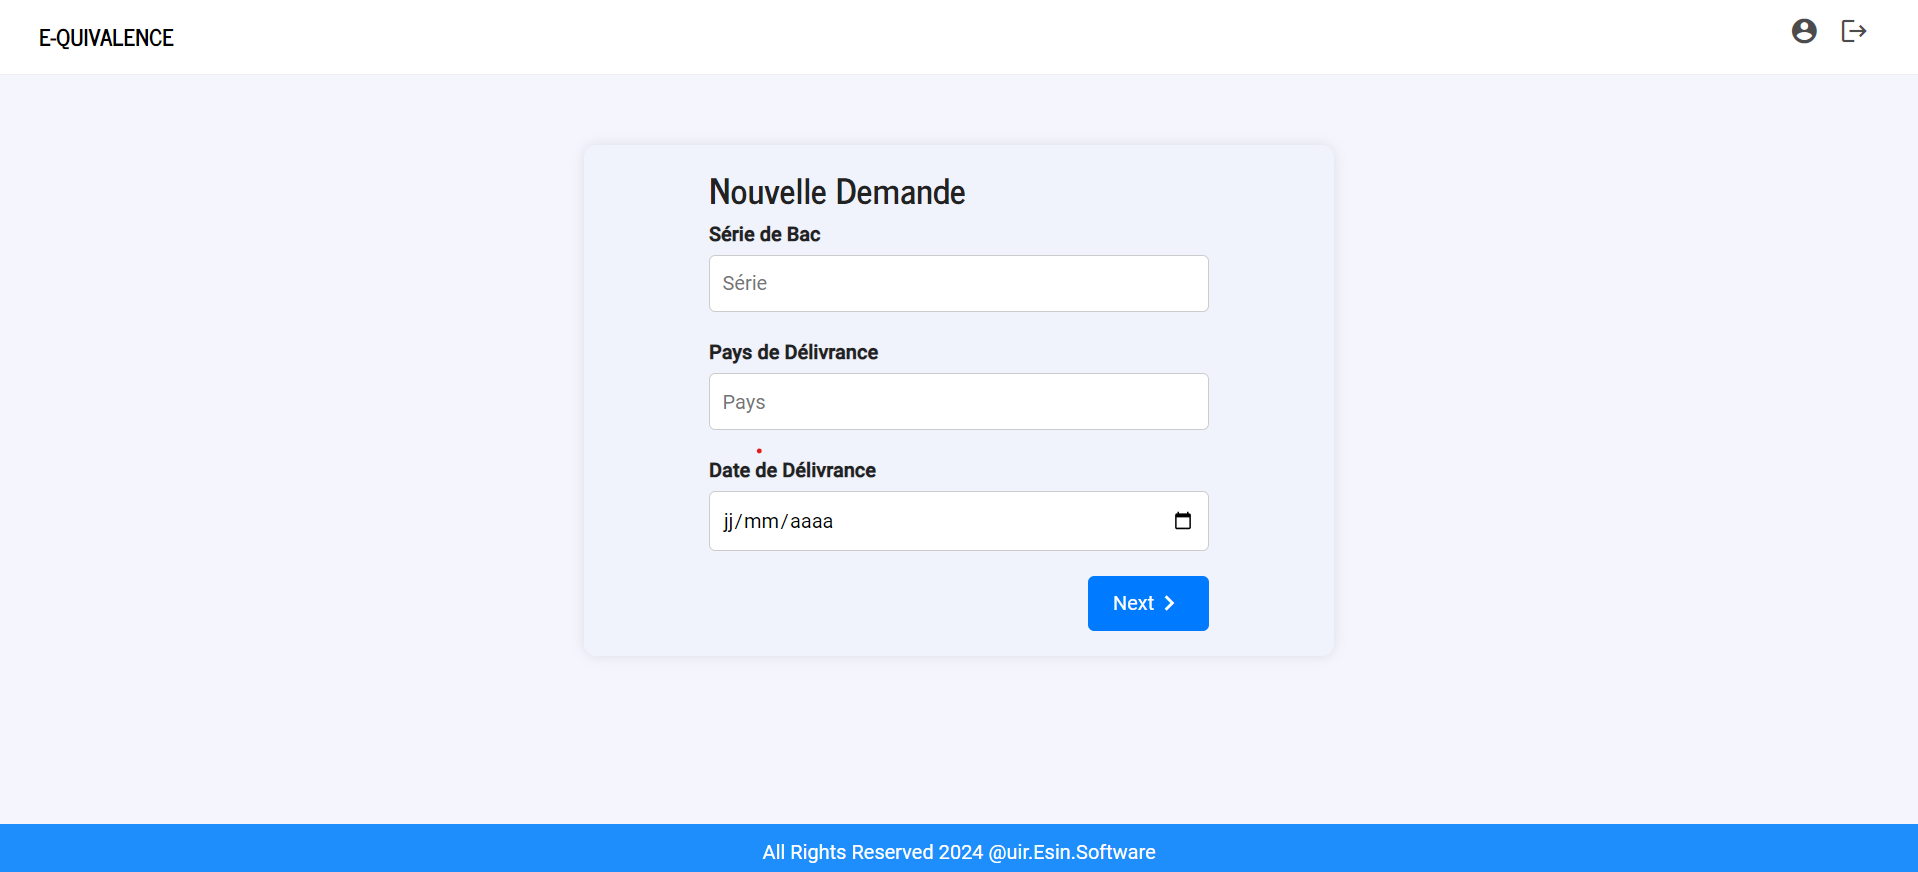 E-QUIVALENCE
Nouvelle Demande
Série de Bac
Série
Pays de Délivrance
Pays
Date de Délivrance
jj/mm/aaaa
Next
All Rights Reserved 2024 @uir.Esin.Software